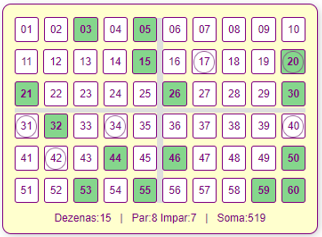 01 02 03 04 05 06 07 08 09 10
11 12 13 14 15 16 17 18 19 20
21 22 23 24 25 26 27 28 29 30
31 32 33 34 35 36 37 38 39 40
41 42 43 44 45 46 47 48 49 50
51 52 53 54 55 56 57 58 59 60
Dezenas:15 | Par:8 Impar:7 | Soma:519